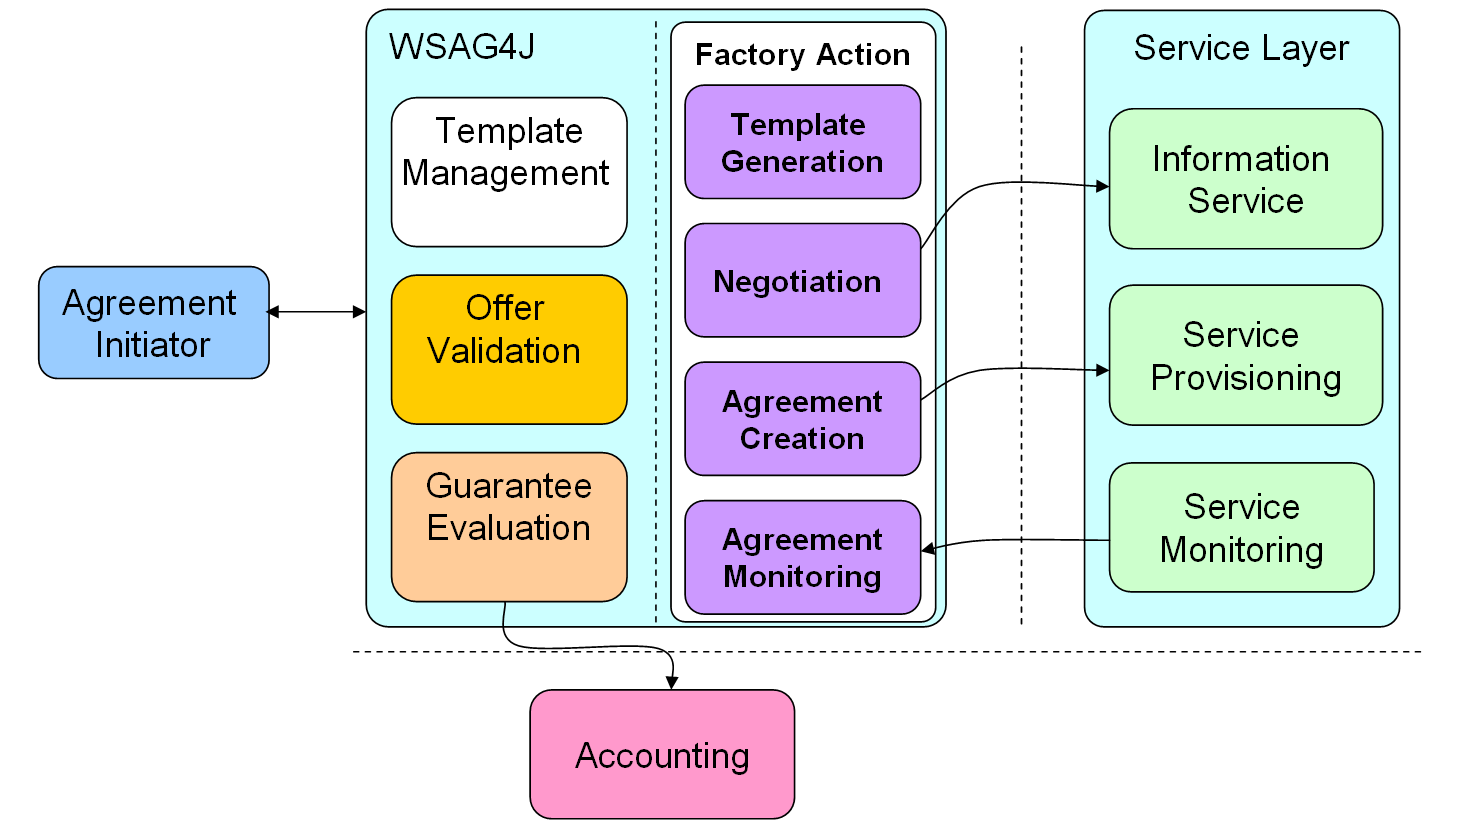 WSAG4J
Template
Management
Offer
Validation
Guarantee
Evaluation
Factory Action
Template
Generation
Negotiation
Agreement
Creation
Agreement
Monitoring
Service Layer
Information
Service
Service
Provisioning
Service
Monitoring
Agreement
Initiator
Accounting